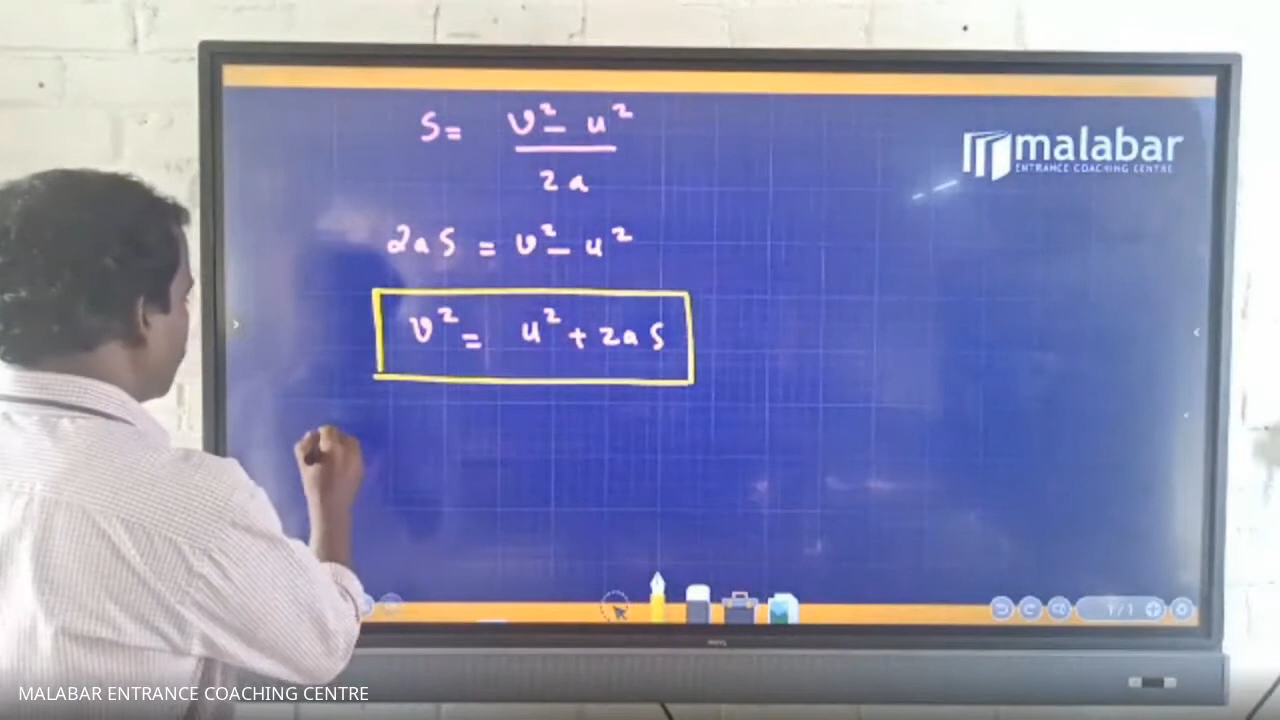 S = v² - u²
2a
malabar
ENTRANCE COACHING CENTRE
2aS = v² - u²
v² = u² + 2aS
1/1
MALABAR ENTRANCE COACHING CENTRE